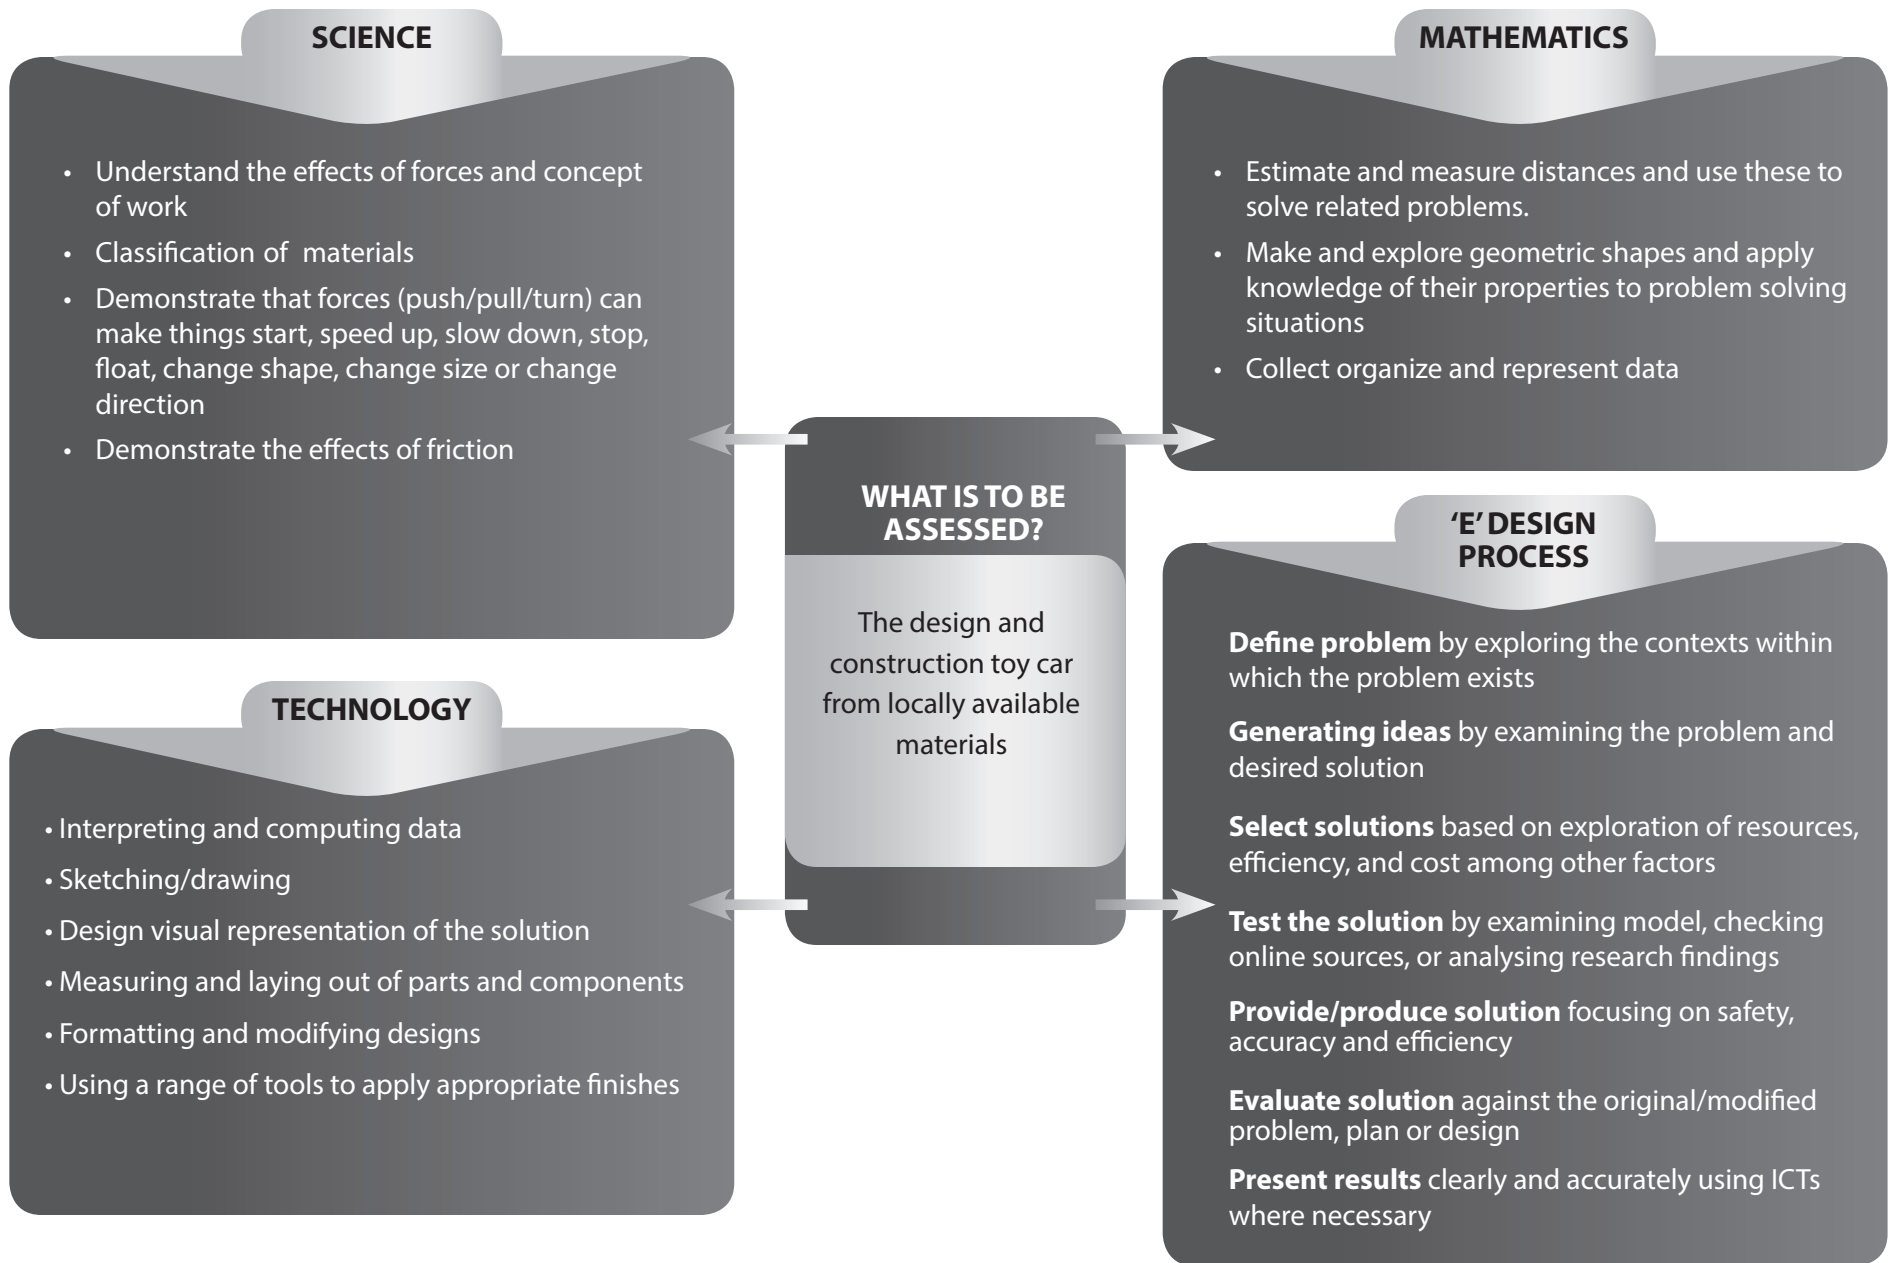 SCIENCE
• Understand the effects of forces and concept
of work
• Classification of materials
• Demonstrate that forces (push/pull/turn) can
make things start, speed up, slow down, stop,
float, change shape, change size or change
direction
• Demonstrate the effects of friction
MATHEMATICS
• Estimate and measure distances and use these to
solve related problems.
• Make and explore geometric shapes and apply
knowledge of their properties to problem solving
situations
• Collect organize and represent data
WHAT IS TO BE
ASSESSED?
The design and
construction toy car
from locally available
materials
TECHNOLOGY
• Interpreting and computing data
• Sketching/drawing
• Design visual representation of the solution
• Measuring and laying out of parts and components
• Formatting and modifying designs
• Using a range of tools to apply appropriate finishes
‘E’ DESIGN
PROCESS
Define problem by exploring the contexts within
which the problem exists
Generating ideas by examining the problem and
desired solution
Select solutions based on exploration of resources,
efficiency, and cost among other factors
Test the solution by examining model, checking
online sources, or analysing research findings
Provide/produce solution focusing on safety,
accuracy and efficiency
Evaluate solution against the original/modified
problem, plan or design
Present results clearly and accurately using ICTs
where necessary